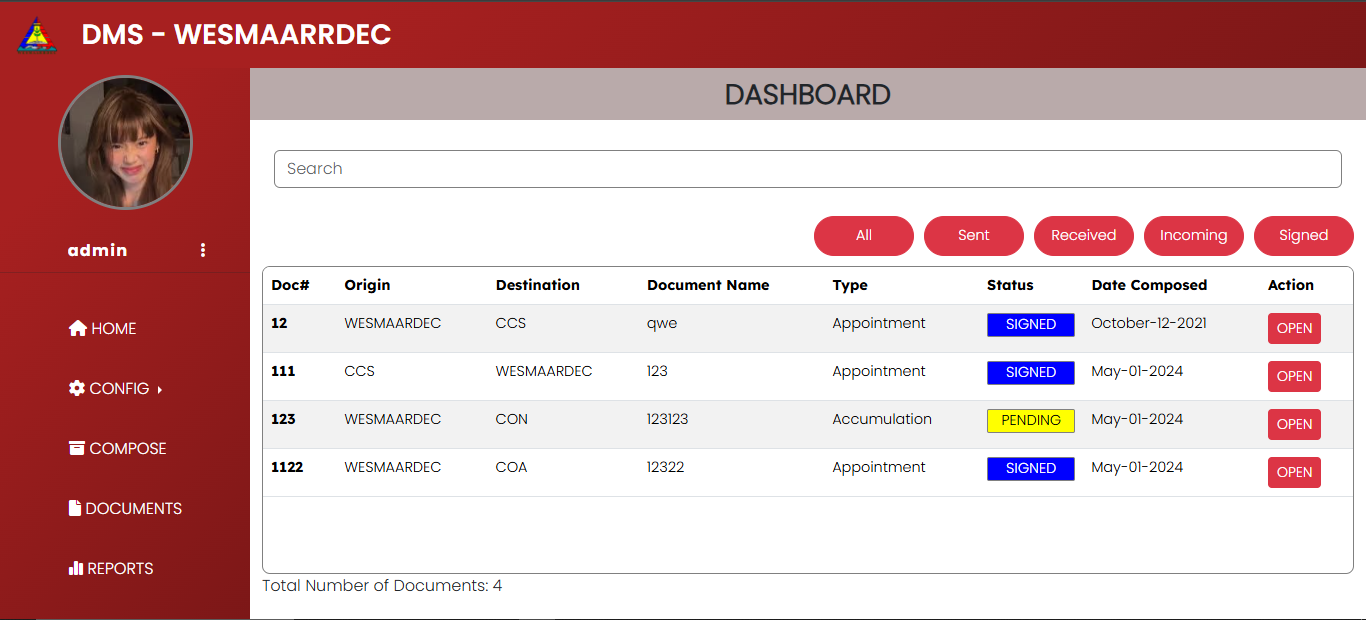 DMS - WESMAARRDEC
admin
HOME
CONFIG
COMPOSE
DOCUMENTS
REPORTS
DASHBOARD
Search
All Sent Received Incoming Signed
Doc# Origin Destination Document Name Type Status Date Composed Action
12 WESMAARDEC CCS qwe Appointment SIGNED October-12-2021 OPEN
111 CCS WESMAARDEC 123 Appointment SIGNED May-01-2024 OPEN
123 WESMAARDEC CON 123123 Accumulation PENDING May-01-2024 OPEN
1122 WESMAARDEC COA 12322 Appointment SIGNED May-01-2024 OPEN
Total Number of Documents: 4